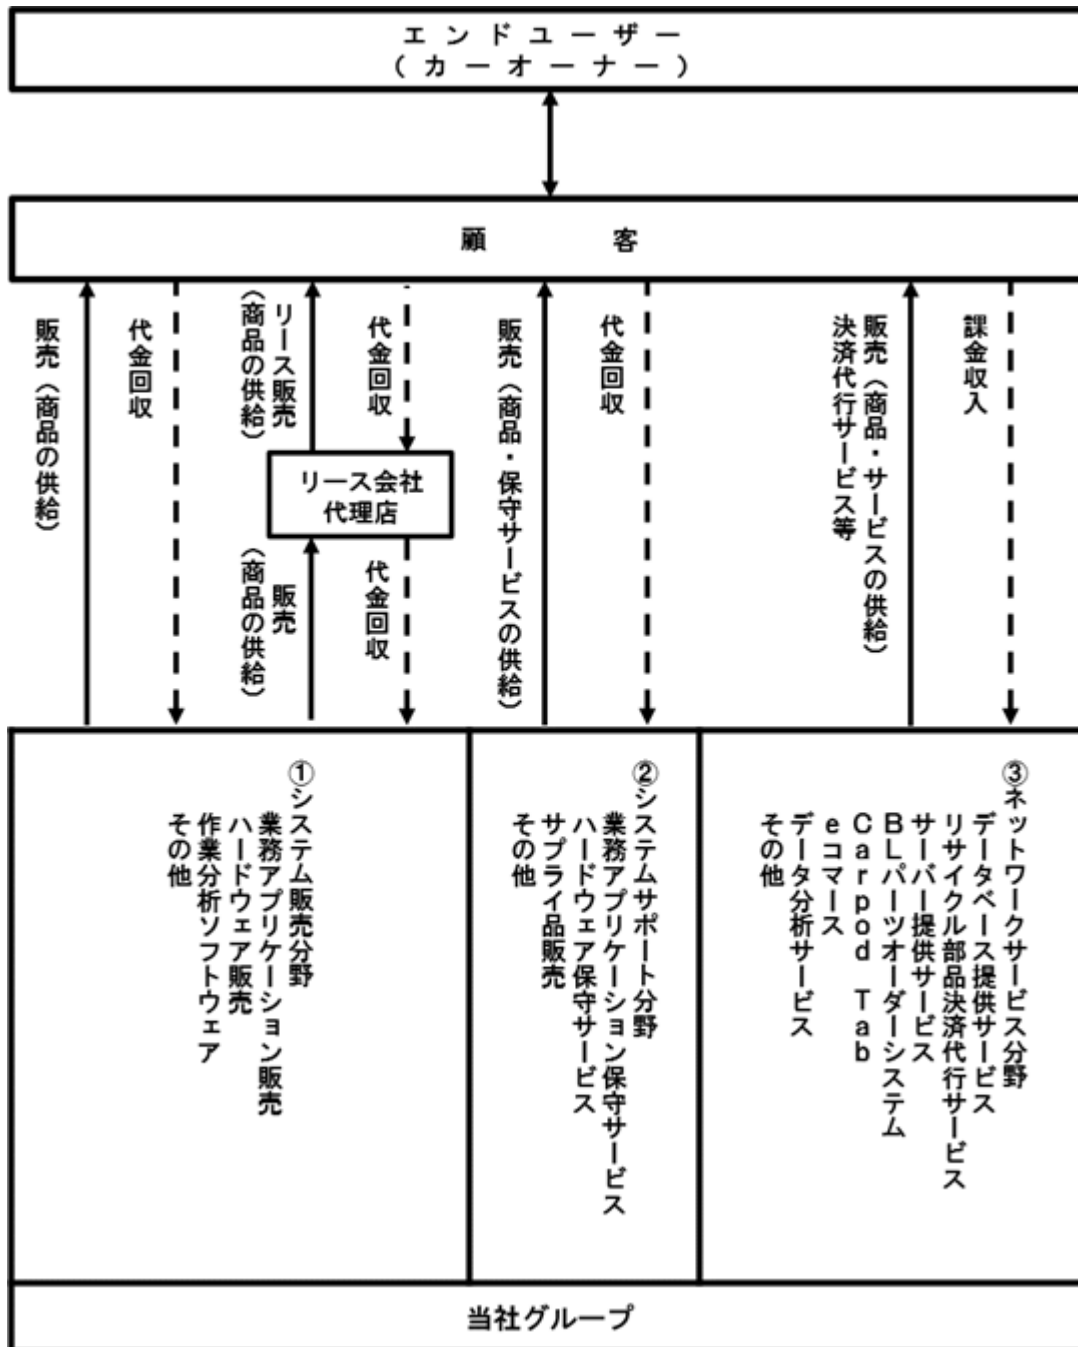 エンドユーザー
(カーオーナー)
顧客
販売（商品の供給）
代金回収
リース販売
（商品の供給）
代金回収
リース会社
代理店
販売
（商品の供給）
代金回収
販売（商品・保守サービスの供給）
代金回収
販売（商品・サービスの供給）
決済代行サービス等
課金収入
①システム販売分野
業務アプリケーション販売
ハードウェア販売
作業分析ソフトウェア
その他
②システムサポート分野
業務アプリケーション保守サービス
ハードウェア保守サービス
サプライ品販売
その他
③ネットワークサービス分野
データベース提供サービス
リサイクル部品決済代行サービス
サーバー提供サービス
BLパーツオーダーシステム
Carpod Tab
eコマース
データ分析サービス
その他
当社グループ